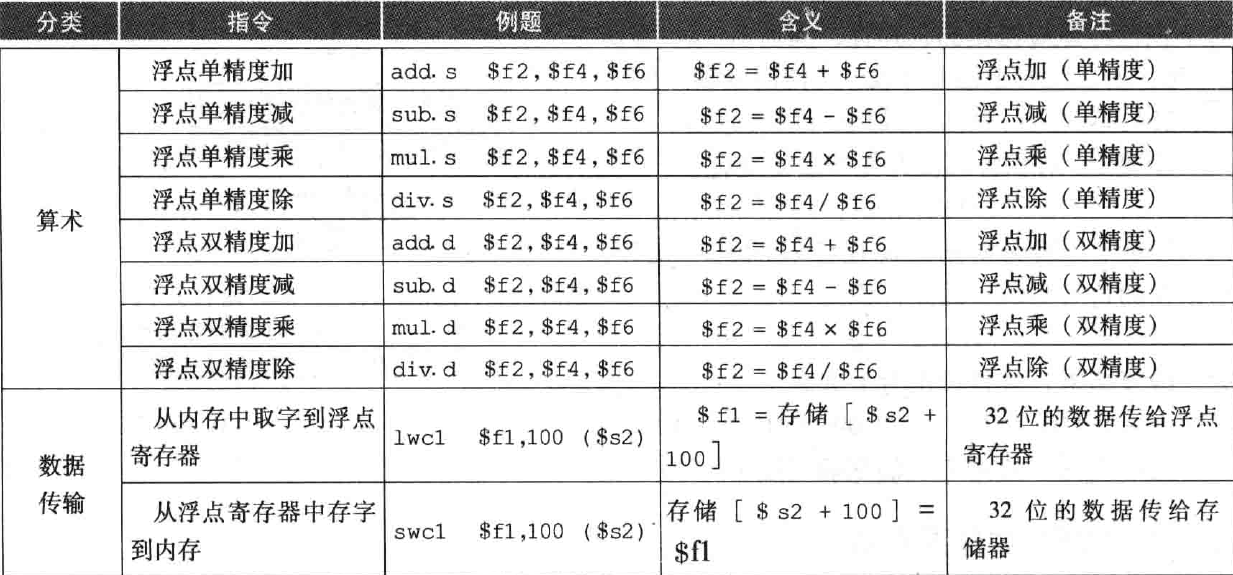 分类 指令 例题 含义 备注
浮点单精度加 add.s $f2,$f4,$f6 $f2 = $f4 + $f6 浮点加（单精度）
浮点单精度减 sub.s $f2,$f4,$f6 $f2 = $f4 - $f6 浮点减（单精度）
浮点单精度乘 mul.s $f2,$f4,$f6 $f2 = $f4 × $f6 浮点乘（单精度）
算术 浮点单精度除 div.s $f2,$f4,$f6 $f2 = $f4/$f6 浮点除（单精度）
浮点双精度加 add.d $f2,$f4,$f6 $f2 = $f4 + $f6 浮点加（双精度）
浮点双精度减 sub.d $f2,$f4,$f6 $f2 = $f4 - $f6 浮点减（双精度）
浮点双精度乘 mul.d $f2,$f4,$f6 $f2 = $f4 × $f6 浮点乘（双精度）
浮点双精度除 div.d $f2,$f4,$f6 $f2 = $f4/$f6 浮点除（双精度）
数据
传输
从内存中取字到浮点
寄存器
lwc1 $f1,100 ($s2)
$f1 = 存储 [ $s2 +
100 ]
32 位的数据传给浮点
寄存器
从浮点寄存器中存字
到内存
swc1 $f1,100 ($s2)
存储 [ $s2 + 100 ] =
$f1
32 位的数据传给存
储器